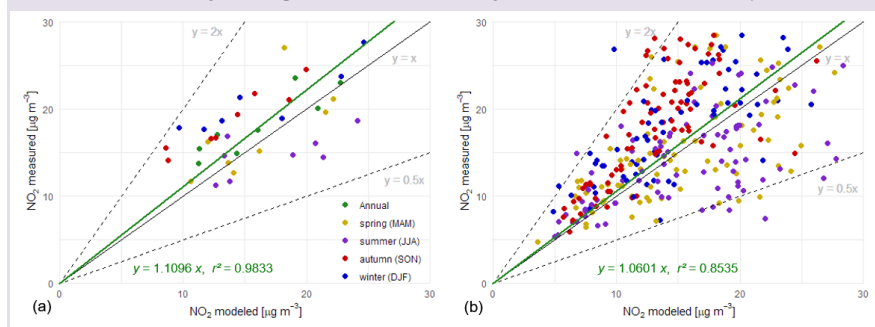 30
20
10
0
NO₂ measured [µg m⁻³]
y = 2x
y = x
y = 0.5x
Annual
spring (MAM)
summer (JJA)
autumn (SON)
winter (DJF)
y = 1.1096 x, r² = 0.9833
(a)
0 10 20 30
NO₂ modeled [µg m⁻³]
30
20
10
0
NO₂ measured [µg m⁻³]
y = 2x
y = x
y = 0.5x
y = 1.0601 x, r² = 0.8535
(b)
0 10 20 30
NO₂ modeled [µg m⁻³]